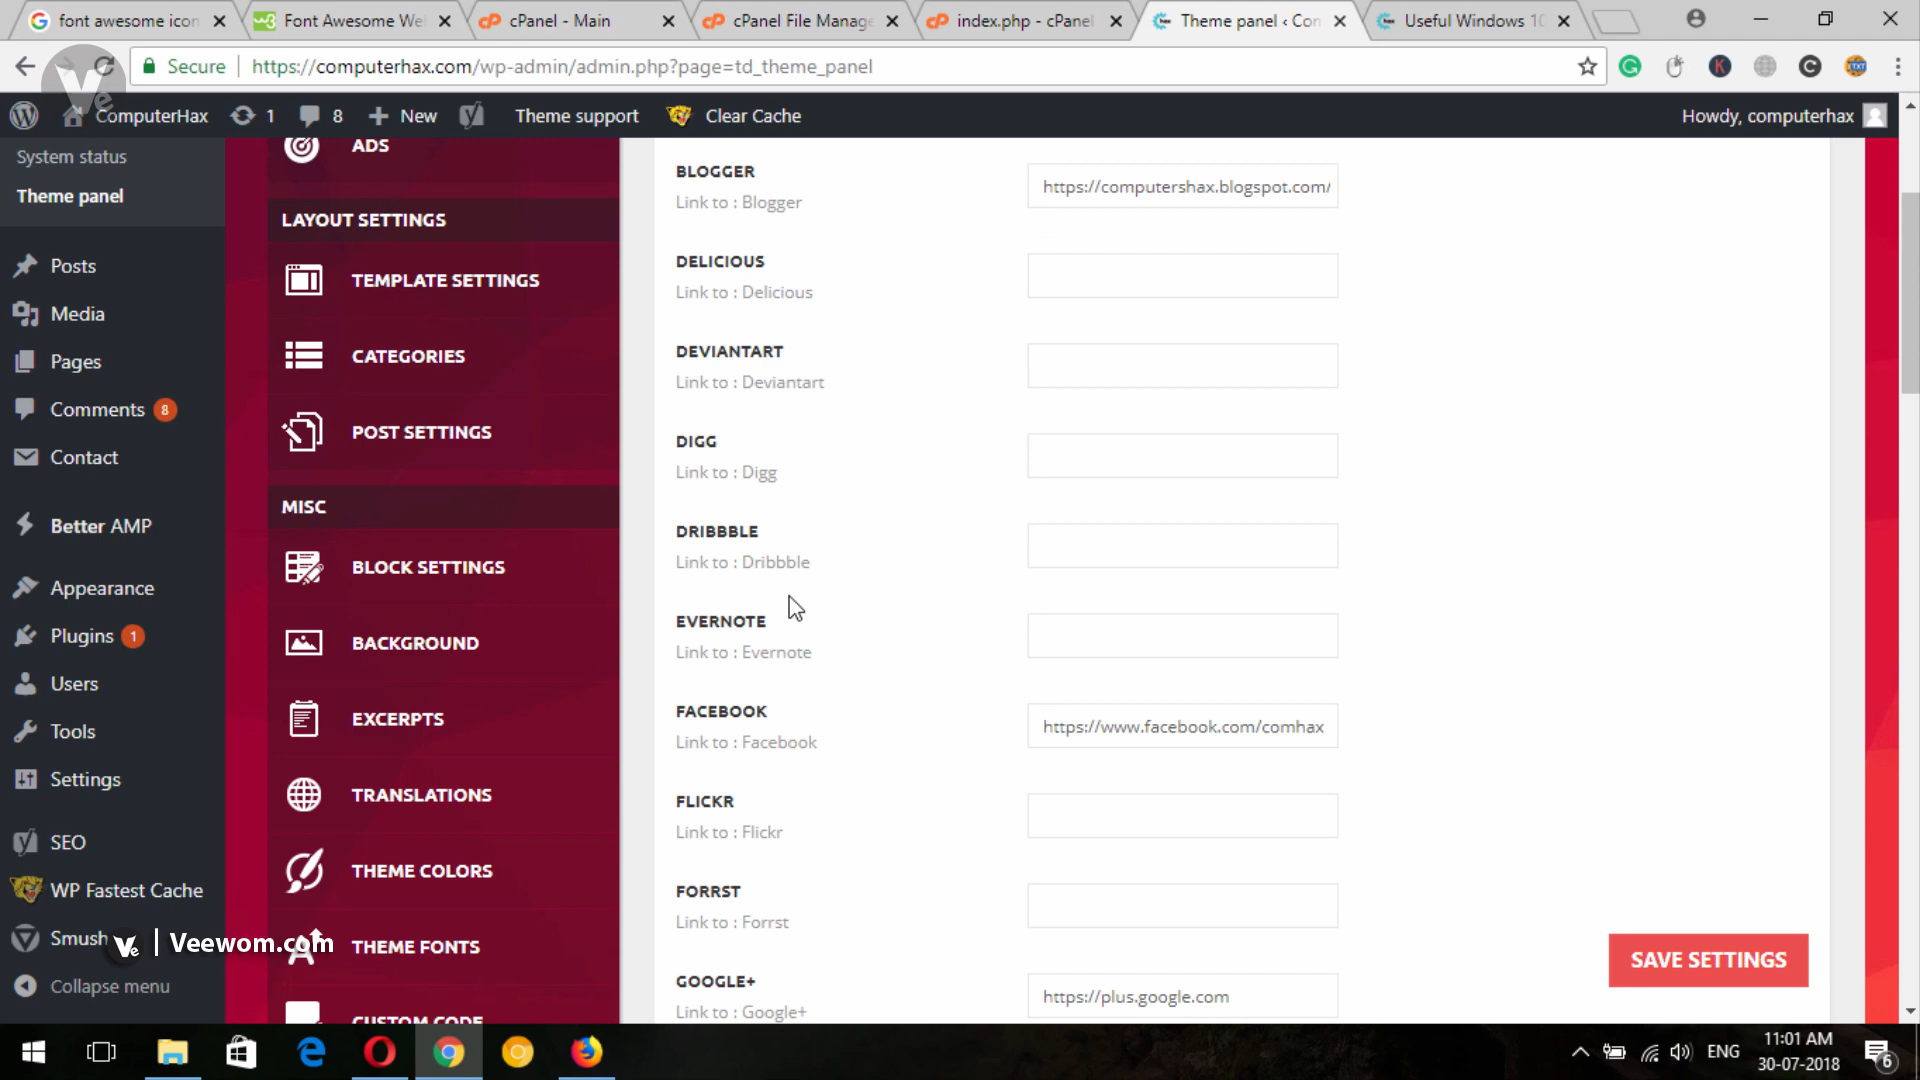 font awesome icon
Font Awesome We
cPanel - Main
cPanel File Manage
index.php - cPanel
Theme panel ‹ Con
Useful Windows 10
Secure
https://computerhax.com/wp-admin/admin.php?page=td_theme_panel
ComputerHax
1
8
New
Theme support
Clear Cache
Howdy, computerhax
System status
Theme panel
Posts
Media
Pages
Comments 8
Contact
Better AMP
Appearance
Plugins 1
Users
Tools
Settings
SEO
WP Fastest Cache
Smush
Collapse menu
Ve | Veewom.com
ADS
LAYOUT SETTINGS
TEMPLATE SETTINGS
CATEGORIES
POST SETTINGS
MISC
BLOCK SETTINGS
BACKGROUND
EXCERPTS
TRANSLATIONS
THEME COLORS
THEME FONTS
CUSTOM CODE
BLOGGER
Link to : Blogger
https://computershax.blogspot.com/
DELICIOUS
Link to : Delicious
DEVIANTART
Link to : Deviantart
DIGG
Link to : Digg
DRIBBBLE
Link to : Dribbble
EVERNOTE
Link to : Evernote
FACEBOOK
Link to : Facebook
https://www.facebook.com/comhax
FLICKR
Link to : Flickr
FORRST
Link to : Forrst
GOOGLE+
Link to : Google+
https://plus.google.com
SAVE SETTINGS
ENG
11:01 AM
30-07-2018
6